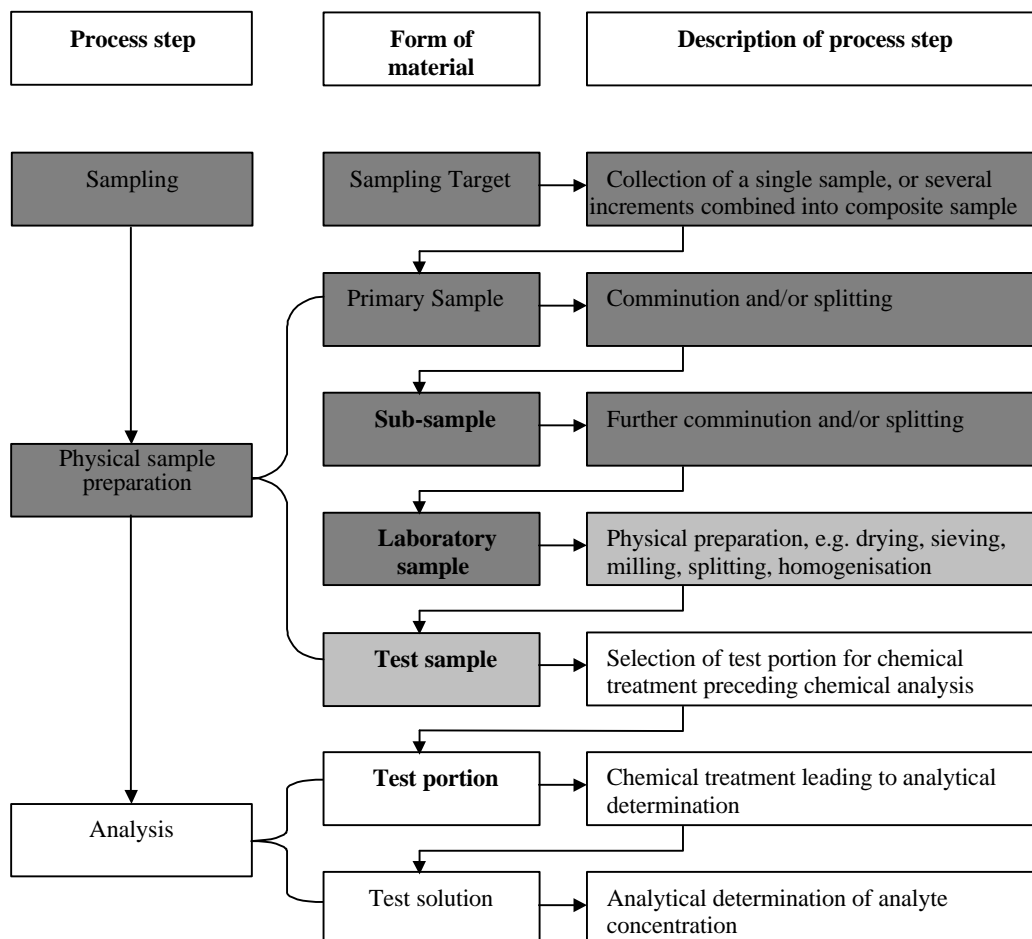 Process step
Form of
material
Description of process step
Sampling
Sampling Target
Collection of a single sample, or several
increments combined into composite sample
Primary Sample
Comminution and/or splitting
Sub-sample
Further comminution and/or splitting
Physical sample
preparation
Laboratory
sample
Physical preparation, e.g. drying, sieving,
milling, splitting, homogenisation
Test sample
Selection of test portion for chemical
treatment preceding chemical analysis
Test portion
Chemical treatment leading to analytical
determination
Analysis
Test solution
Analytical determination of analyte
concentration